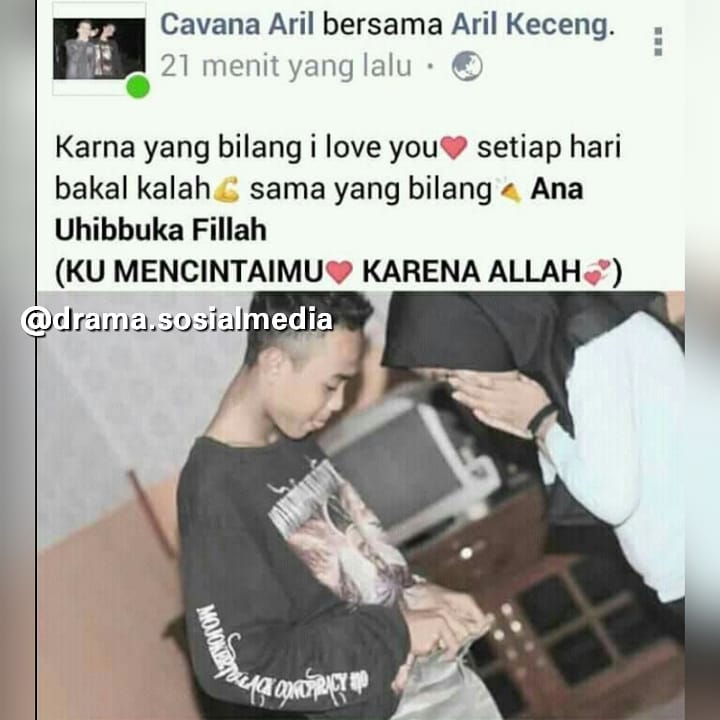 Cavana Aril bersama Aril Keceng.
21 menit yang lalu ·
Karna yang bilang i love you❤ setiap hari
bakal kalah💪 sama yang bilang🎉 Ana
Uhibbuka Fillah
(KU MENCINTAIMU❤ KARENA ALLAH💞)
@drama.sosialmedia